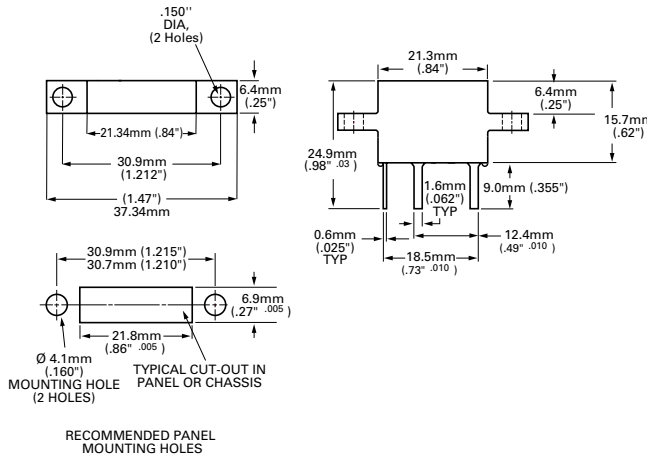 .150"
DIA,
(2 Holes)
6.4mm
(.25")
21.34mm (.84")
30.9mm
(1.212")
(1.47")
37.34mm
21.3mm
(.84")
6.4mm
(.25")
15.7mm
(.62")
24.9mm
(.98" .03 )
1.6mm
(.062")
TYP
9.0mm (.355")
0.6mm
(.025")
TYP
12.4mm
(.49" .010 )
18.5mm
(.73" .010 )
30.9mm (1.215")
30.7mm (1.210")
6.9mm
(.27" .005 )
21.8mm
(.86" .005 )
Ø 4.1mm
(.160")
MOUNTING HOLE
(2 HOLES)
TYPICAL CUT-OUT IN
PANEL OR CHASSIS
RECOMMENDED PANEL
MOUNTING HOLES